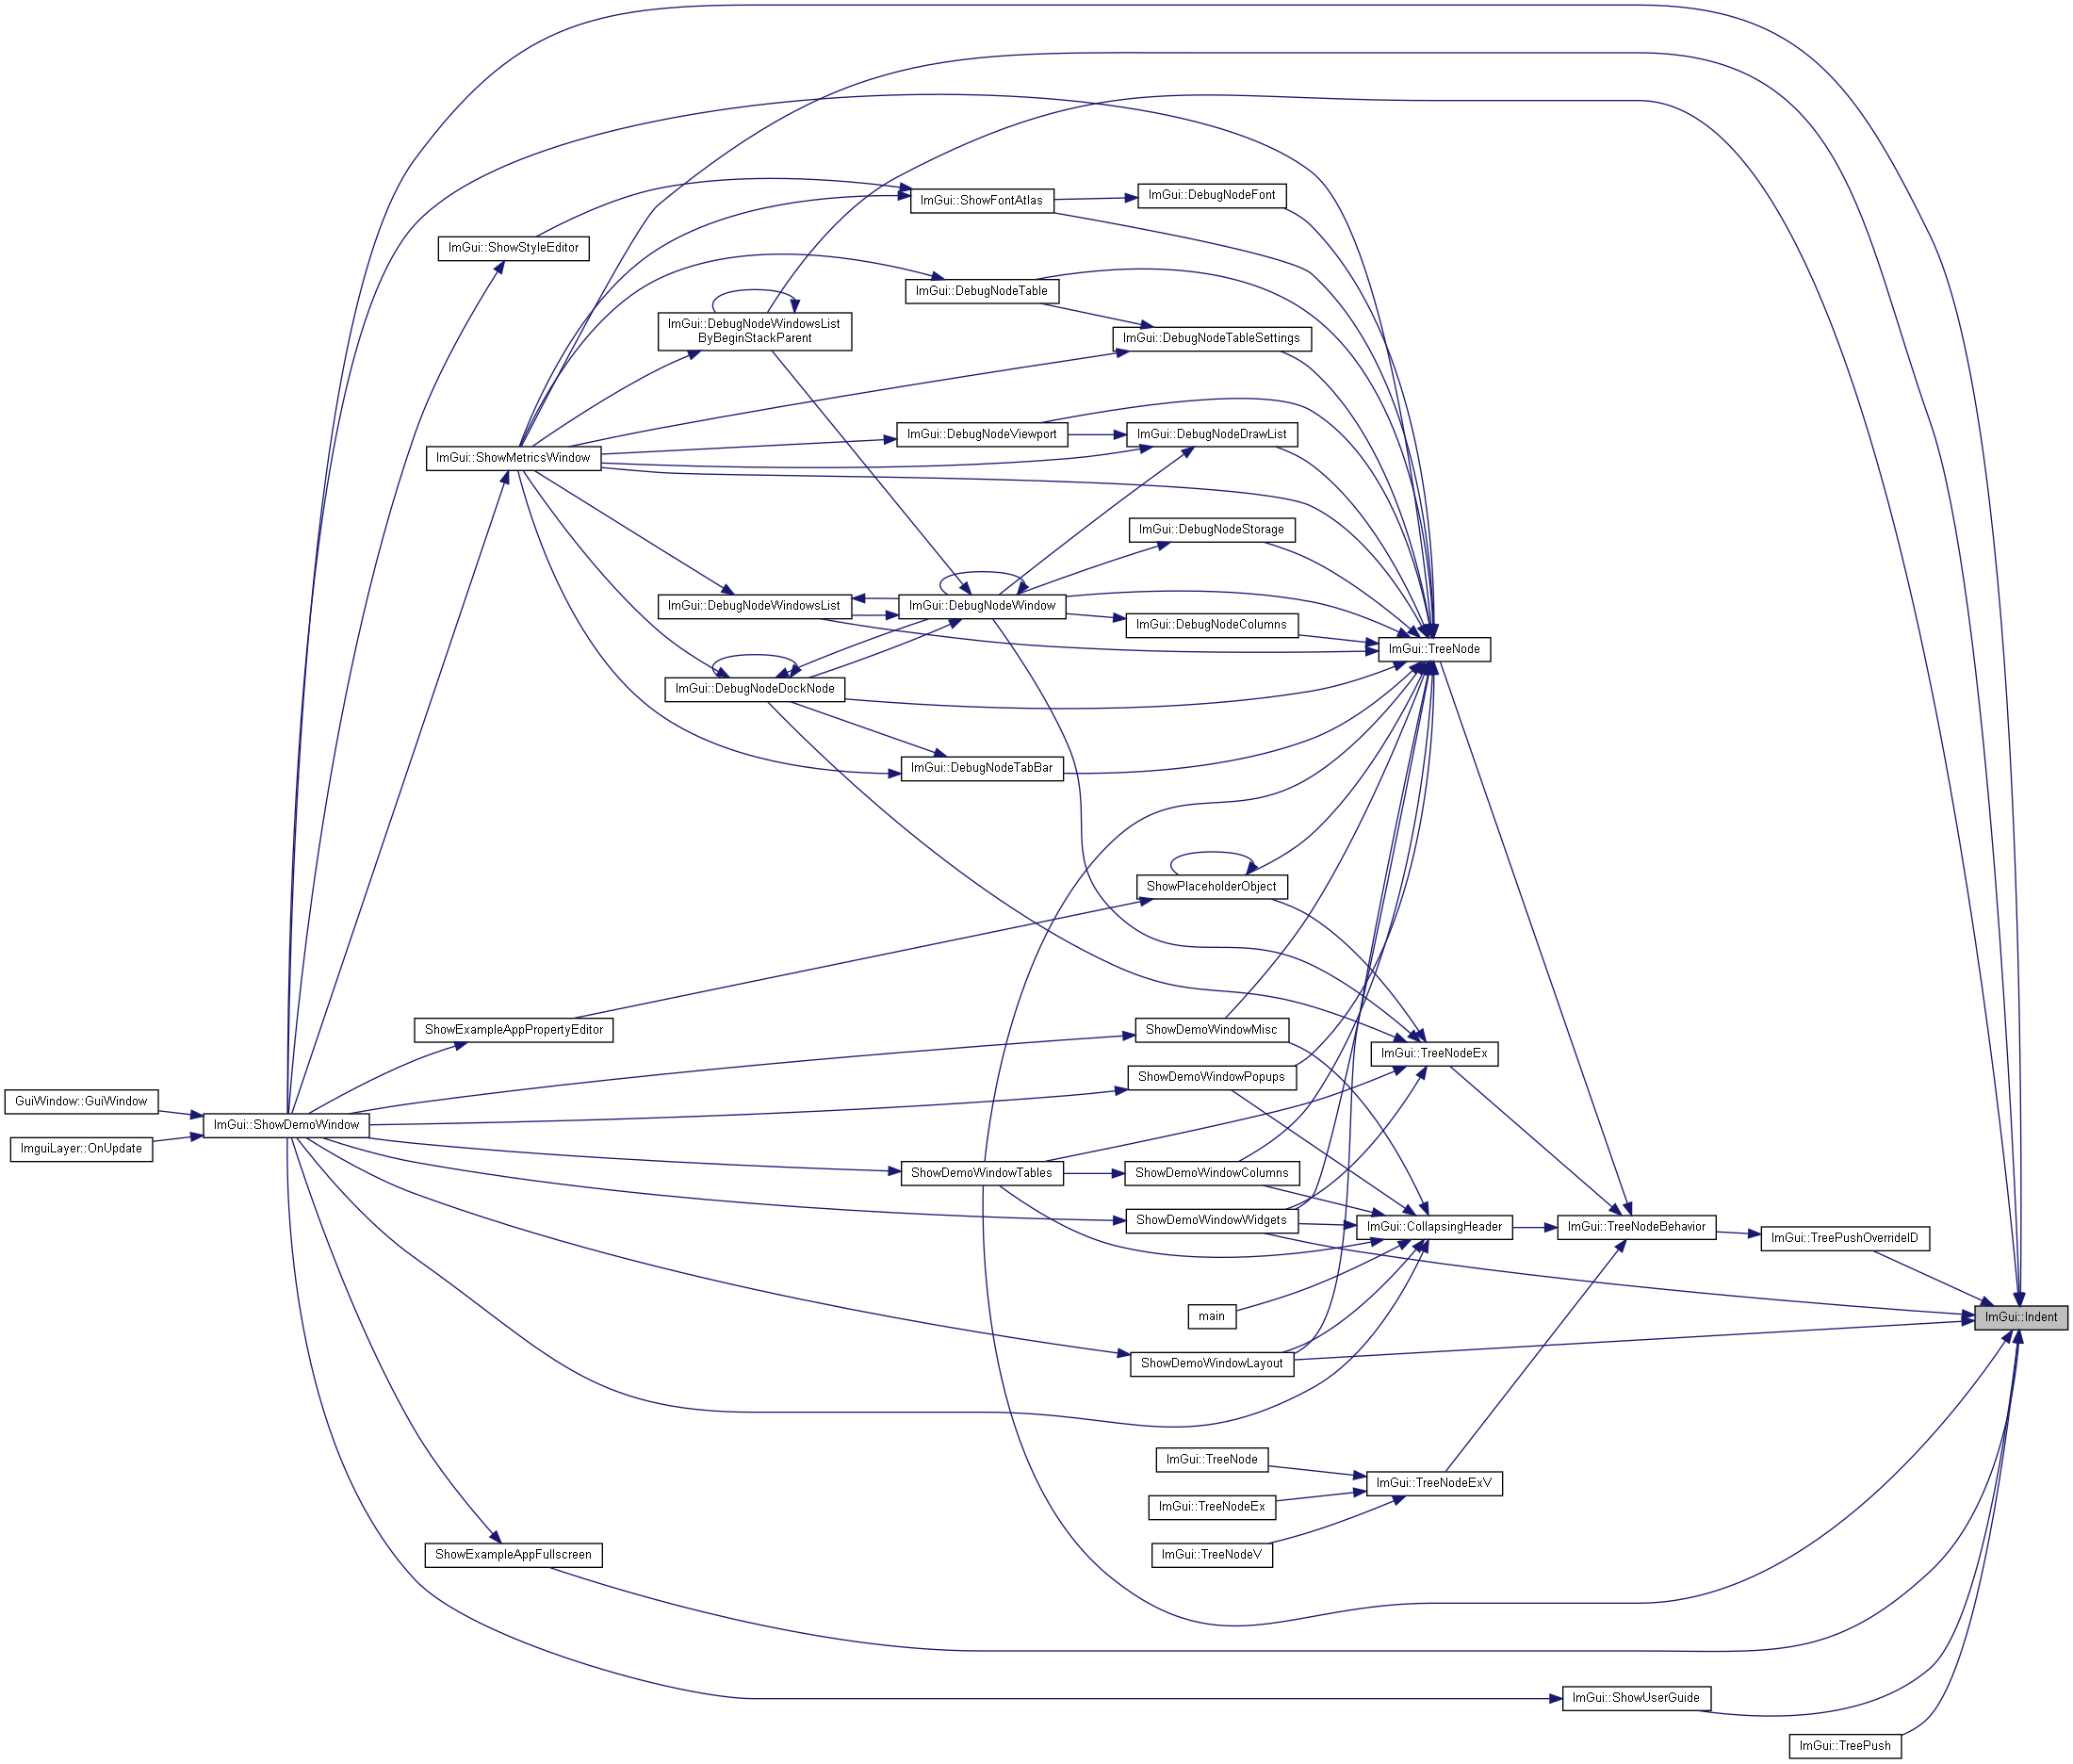 ImGui::DebugNodeFont
ImGui::ShowFontAtlas
ImGui::ShowStyleEditor
ImGui::DebugNodeTable
ImGui::DebugNodeWindowsList
ByBeginStackParent
ImGui::DebugNodeTableSettings
ImGui::DebugNodeViewport
ImGui::DebugNodeDrawList
ImGui::ShowMetricsWindow
ImGui::DebugNodeStorage
ImGui::DebugNodeWindowsList
ImGui::DebugNodeWindow
ImGui::DebugNodeColumns
ImGui::TreeNode
ImGui::DebugNodeDockNode
ImGui::DebugNodeTabBar
ShowPlaceholderObject
ShowExampleAppPropertyEditor
ShowDemoWindowMisc
ImGui::TreeNodeEx
ShowDemoWindowPopups
GuiWindow::GuiWindow
ImGui::ShowDemoWindow
ImguiLayer::OnUpdate
ShowDemoWindowTables
ShowDemoWindowColumns
ShowDemoWindowWidgets
ImGui::CollapsingHeader
ImGui::TreeNodeBehavior
ImGui::TreePushOverrideID
main
ImGui::Indent
ShowDemoWindowLayout
ImGui::TreeNode
ImGui::TreeNodeExV
ImGui::TreeNodeEx
ShowExampleAppFullscreen
ImGui::TreeNodeV
ImGui::ShowUserGuide
ImGui::TreePush